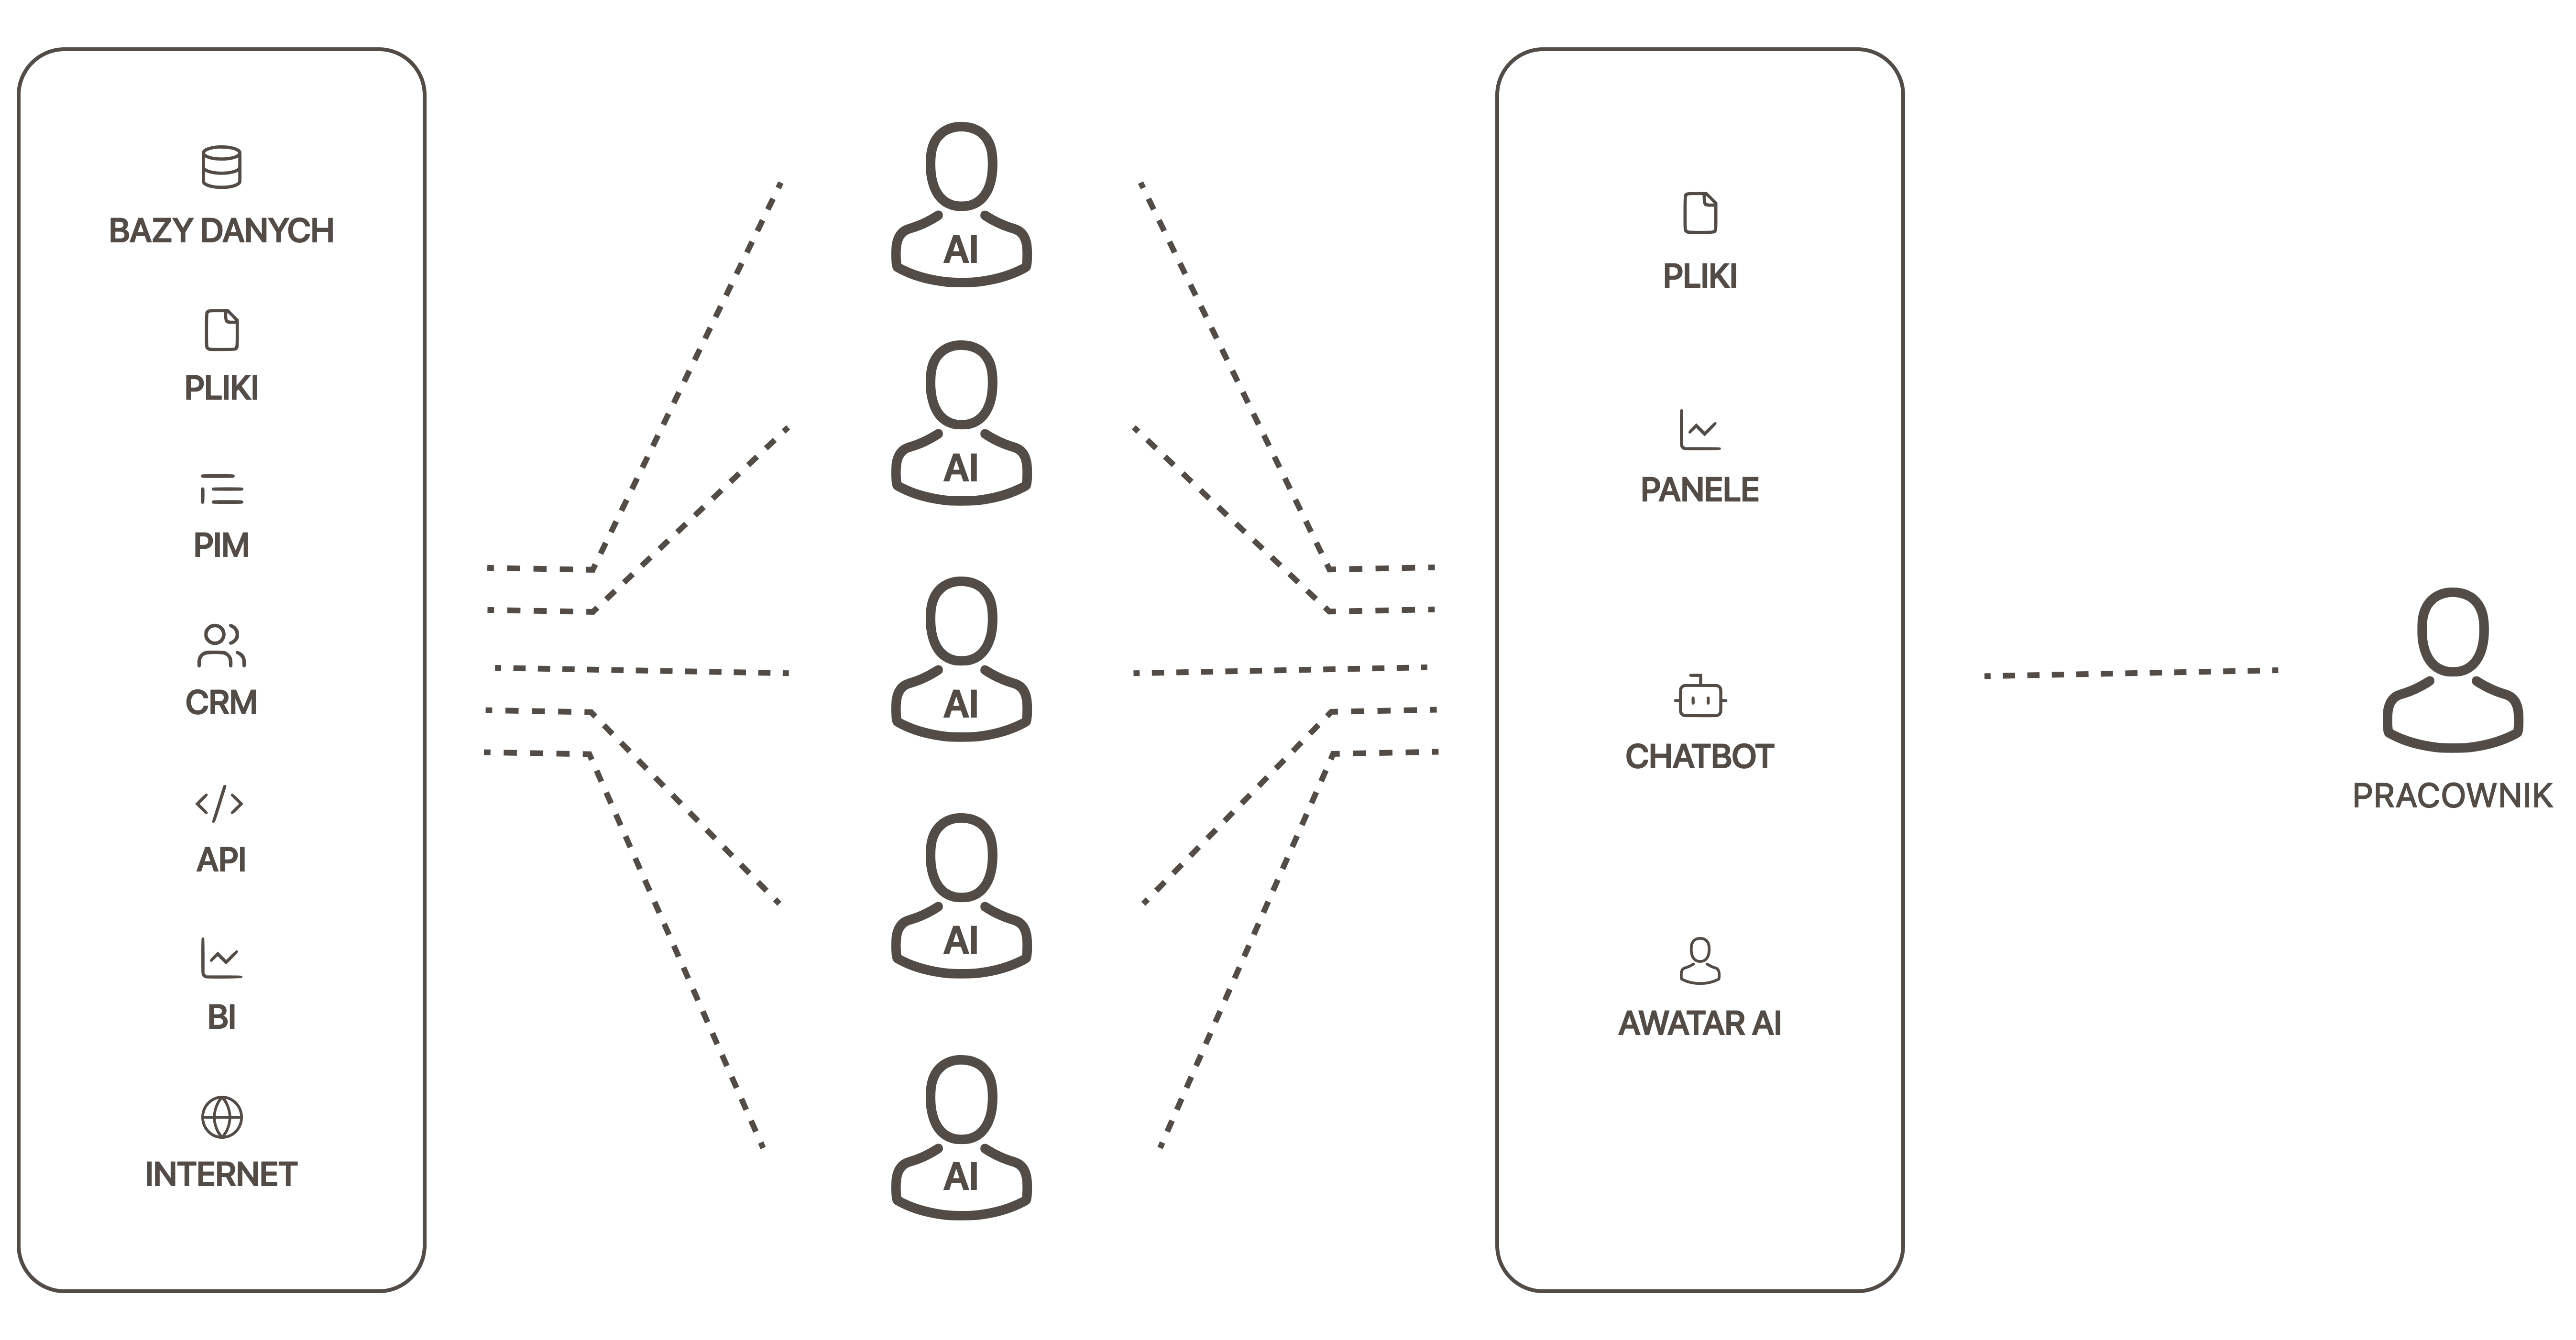 BAZY DANYCH
PLIKI
PIM
CRM
API
BI
INTERNET
AI
AI
AI
AI
AI
PLIKI
PANELE
CHATBOT
AWATAR AI
PRACOWNIK